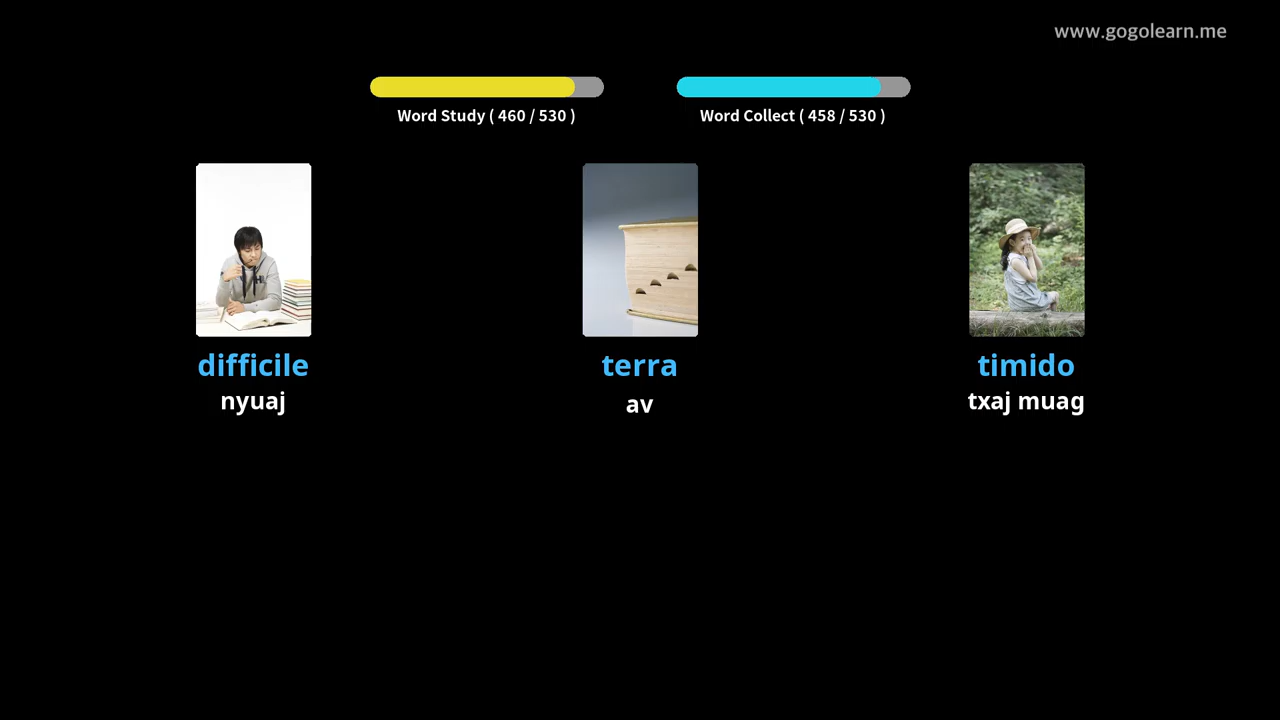 www.gogolearn.me
Word Study ( 460 / 530 )
Word Collect ( 458 / 530 )
difficile
nyuaj
terra
av
timido
txaj muag